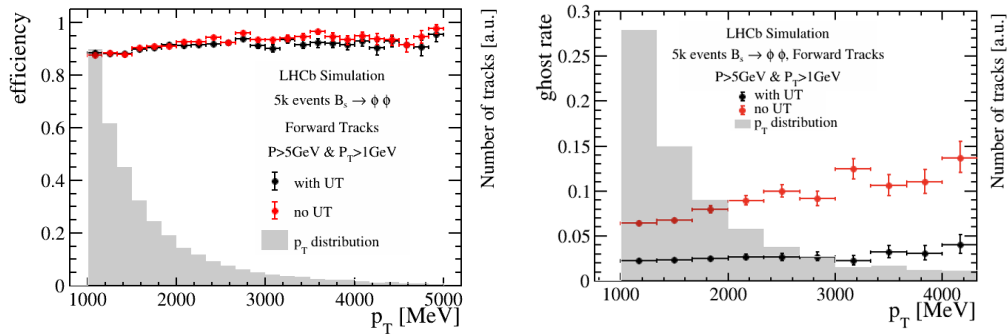 efficiency
1
0.8
0.6
0.4
0.2
0
1000 2000 3000 4000 5000
p_T [MeV]
Number of tracks [a.u.]
LHCb Simulation
5k events B_s → ϕ ϕ
Forward Tracks
P>5GeV & P_T>1GeV
with UT
no UT
p_T distribution
ghost rate
0.3
0.25
0.2
0.15
0.1
0.05
0
1000 2000 3000 4000
p_T [MeV]
Number of tracks [a.u.]
LHCb Simulation
5k events B_s → ϕ ϕ, Forward Tracks
P>5GeV & P_T>1GeV
with UT
no UT
p_T distribution